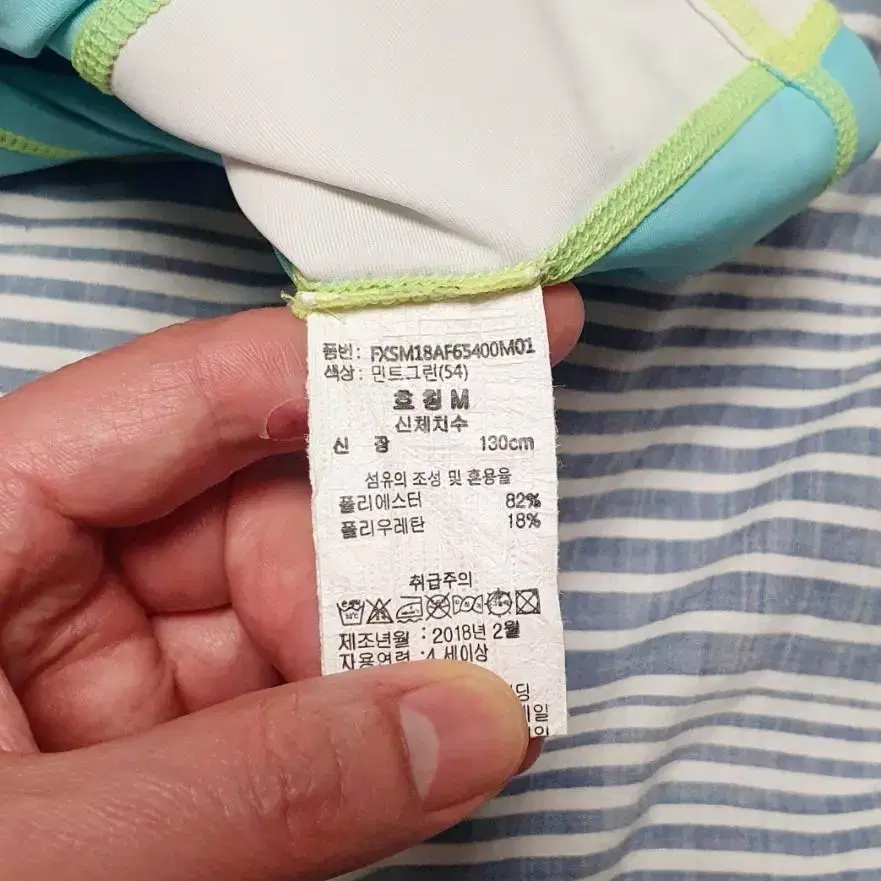 품번: FXSM18AF65400M01
색상: 민트그린(54)
호칭 M
신체치수
신 장 130cm
섬유의 조성 및 혼용율
폴리에스터 82%
폴리우레탄 18%
취급주의
제조년월 : 2018년 2월
자용연령 : 4 세이상
딩
일